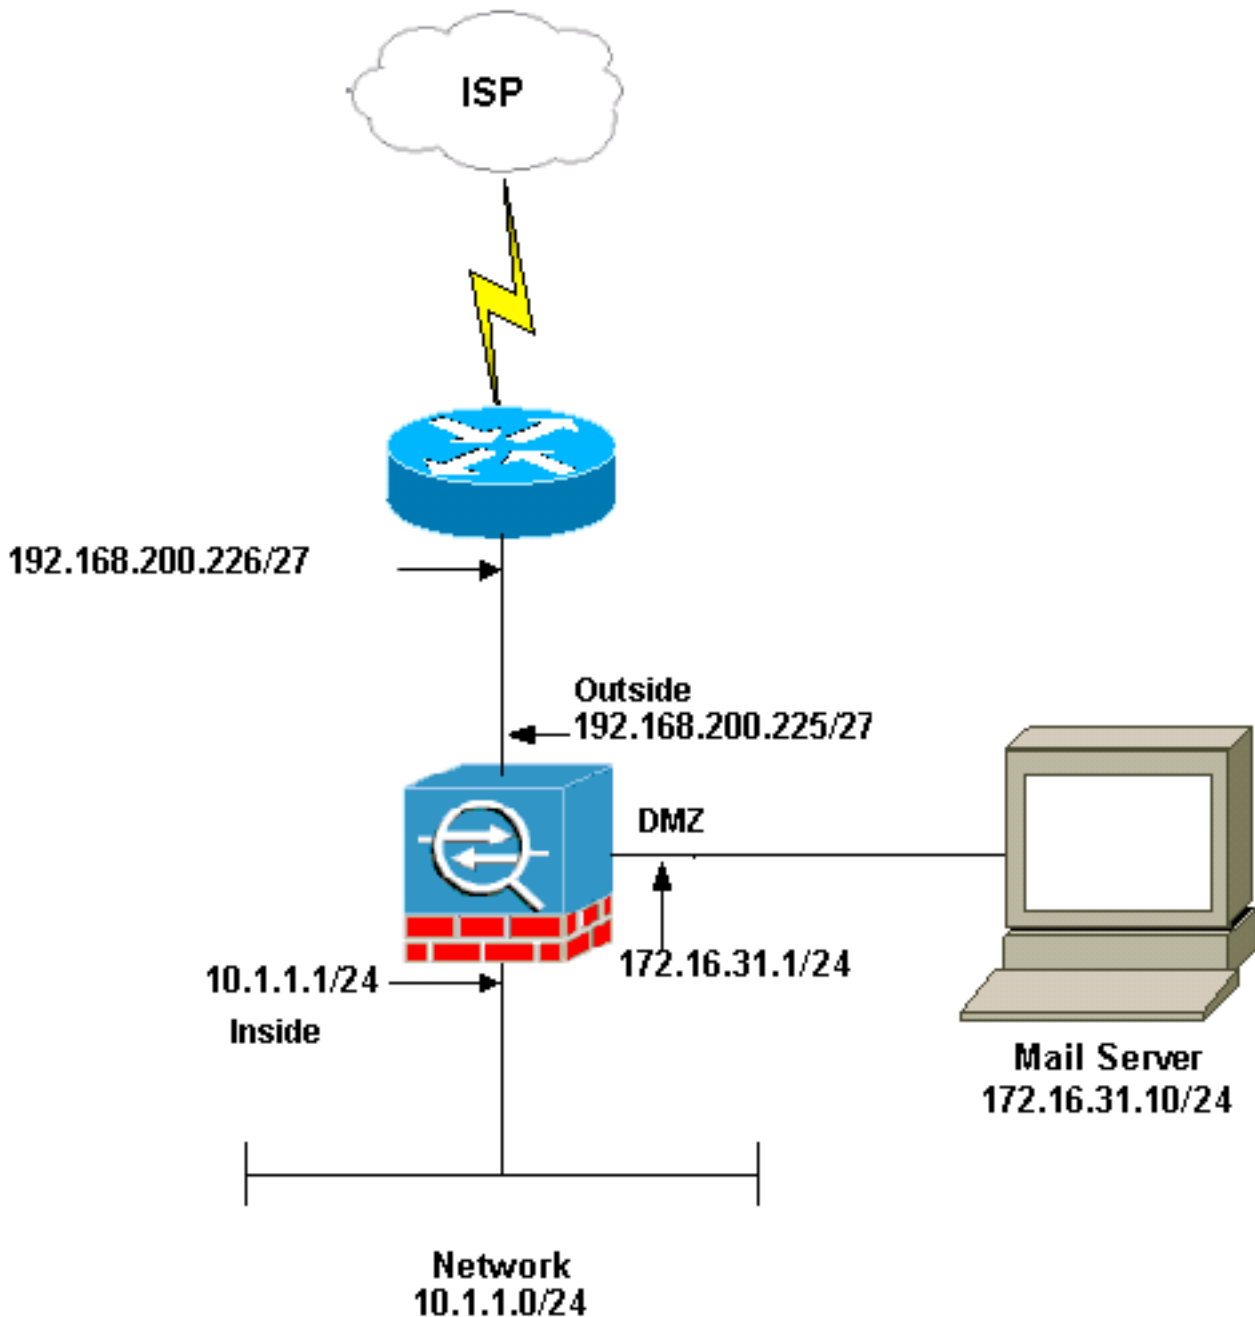 ISP
192.168.200.226/27
Outside
192.168.200.225/27
DMZ
172.16.31.1/24
10.1.1.1/24
Inside
Mail Server
172.16.31.10/24
Network
10.1.1.0/24